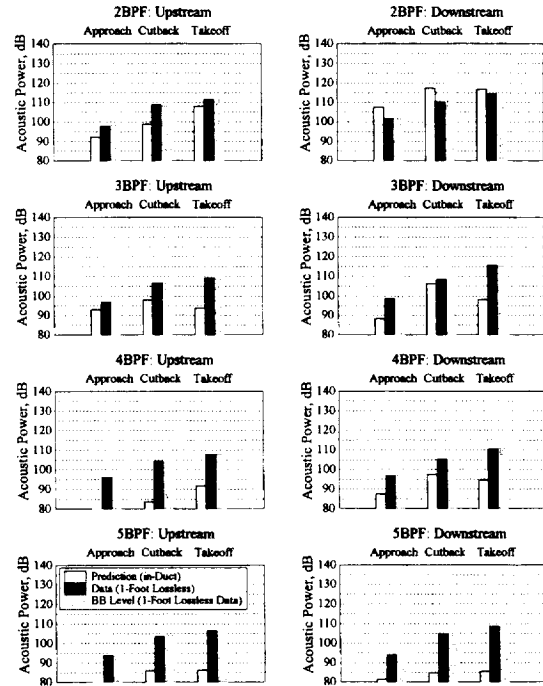 2BPF: Upstream
Approach Cutback Takeoff
Acoustic Power, dB
140
130
120
110
100
90
80
2BPF: Downstream
Approach Cutback Takeoff
Acoustic Power, dB
140
130
120
110
100
90
80
3BPF: Upstream
Approach Cutback Takeoff
Acoustic Power, dB
140
130
120
110
100
90
80
3BPF: Downstream
Approach Cutback Takeoff
Acoustic Power, dB
140
130
120
110
100
90
80
4BPF: Upstream
Approach Cutback Takeoff
Acoustic Power, dB
140
130
120
110
100
90
80
4BPF: Downstream
Approach Cutback Takeoff
Acoustic Power, dB
140
130
120
110
100
90
80
5BPF: Upstream
Approach Cutback Takeoff
Acoustic Power, dB
140
130
120
110
100
90
80
Prediction (in-Duct)
Data (1-Foot Lossless)
BB Level (1-Foot Lossless Data)
5BPF: Downstream
Approach Cutback Takeoff
Acoustic Power, dB
140
130
120
110
100
90
80